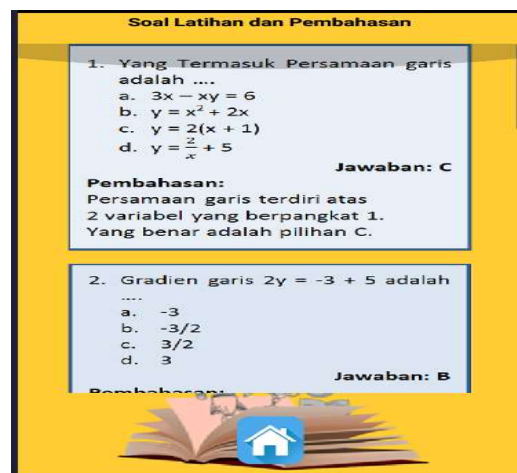 Soal Latihan dan Pembahasan
1. Yang Termasuk Persamaan garis
adalah ....
a. 3x – xy = 6
b. y = x² + 2x
c. y = 2(x + 1)
d. y = 2/x + 5
Jawaban: C
Pembahasan:
Persamaan garis terdiri atas
2 variabel yang berpangkat 1.
Yang benar adalah pilihan C.
2. Gradien garis 2y = -3 + 5 adalah
....
a. -3
b. -3/2
c. 3/2
d. 3
Jawaban: B
Pembahasan: